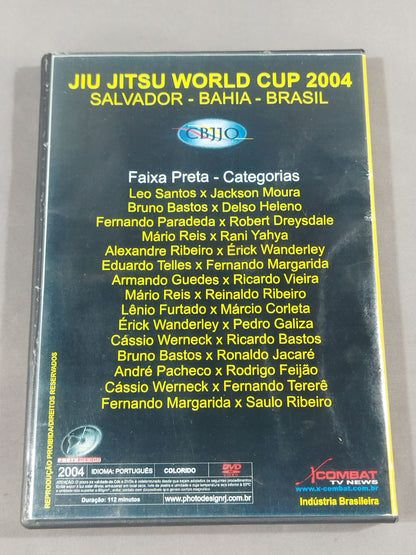 JIU JITSU WORLD CUP 2004
SALVADOR - BAHIA - BRASIL
CBJJO
Faixa Preta - Categorias
Leo Santos x Jackson Moura
Bruno Bastos x Delso Heleno
Fernando Paradeda x Robert Dreysdale
Mário Reis x Rani Yahya
Alexandre Ribeiro x Érick Wanderley
Eduardo Telles x Fernando Margarida
Armando Guedes x Ricardo Vieira
Mário Reis x Reinaldo Ribeiro
Lênio Furtado x Márcio Corleta
Érick Wanderley x Pedro Galiza
Cássio Werneck x Ricardo Bastos
Bruno Bastos x Ronaldo Jacaré
André Pacheco x Rodrigo Feijão
Cássio Werneck x Fernando Tererê
Fernando Margarida x Saulo Ribeiro
REPRODUÇÃO PROIBIDA/DIREITOS RESERVADOS
PHOTODESIGN
2004 IDIOMA: PORTUGUÊS COLORIDO DVD
Duração: 112 minutos
www.photodesignrj.com.br
XCOMBAT
TV NEWS
www.x-combat.com.br
Indústria Brasileira